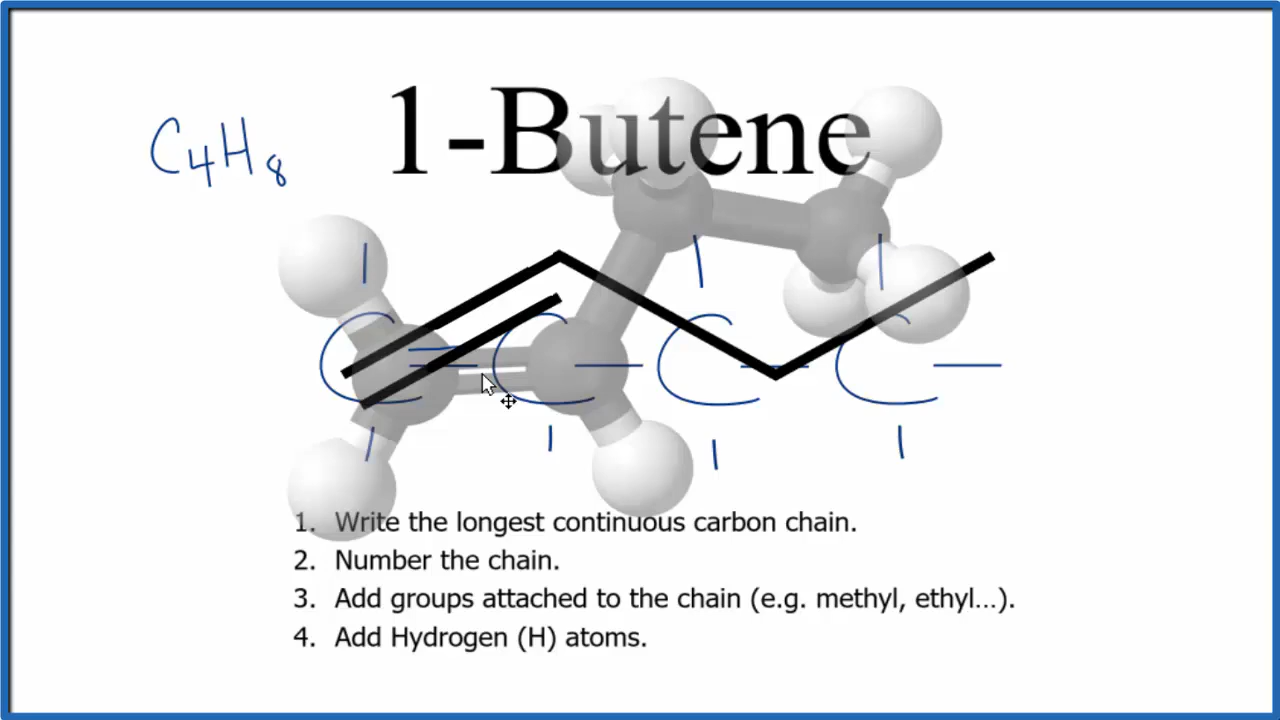 1-Butene
C4H8
C=C-C-C-
1. Write the longest continuous carbon chain.
2. Number the chain.
3. Add groups attached to the chain (e.g. methyl, ethyl...).
4. Add Hydrogen (H) atoms.